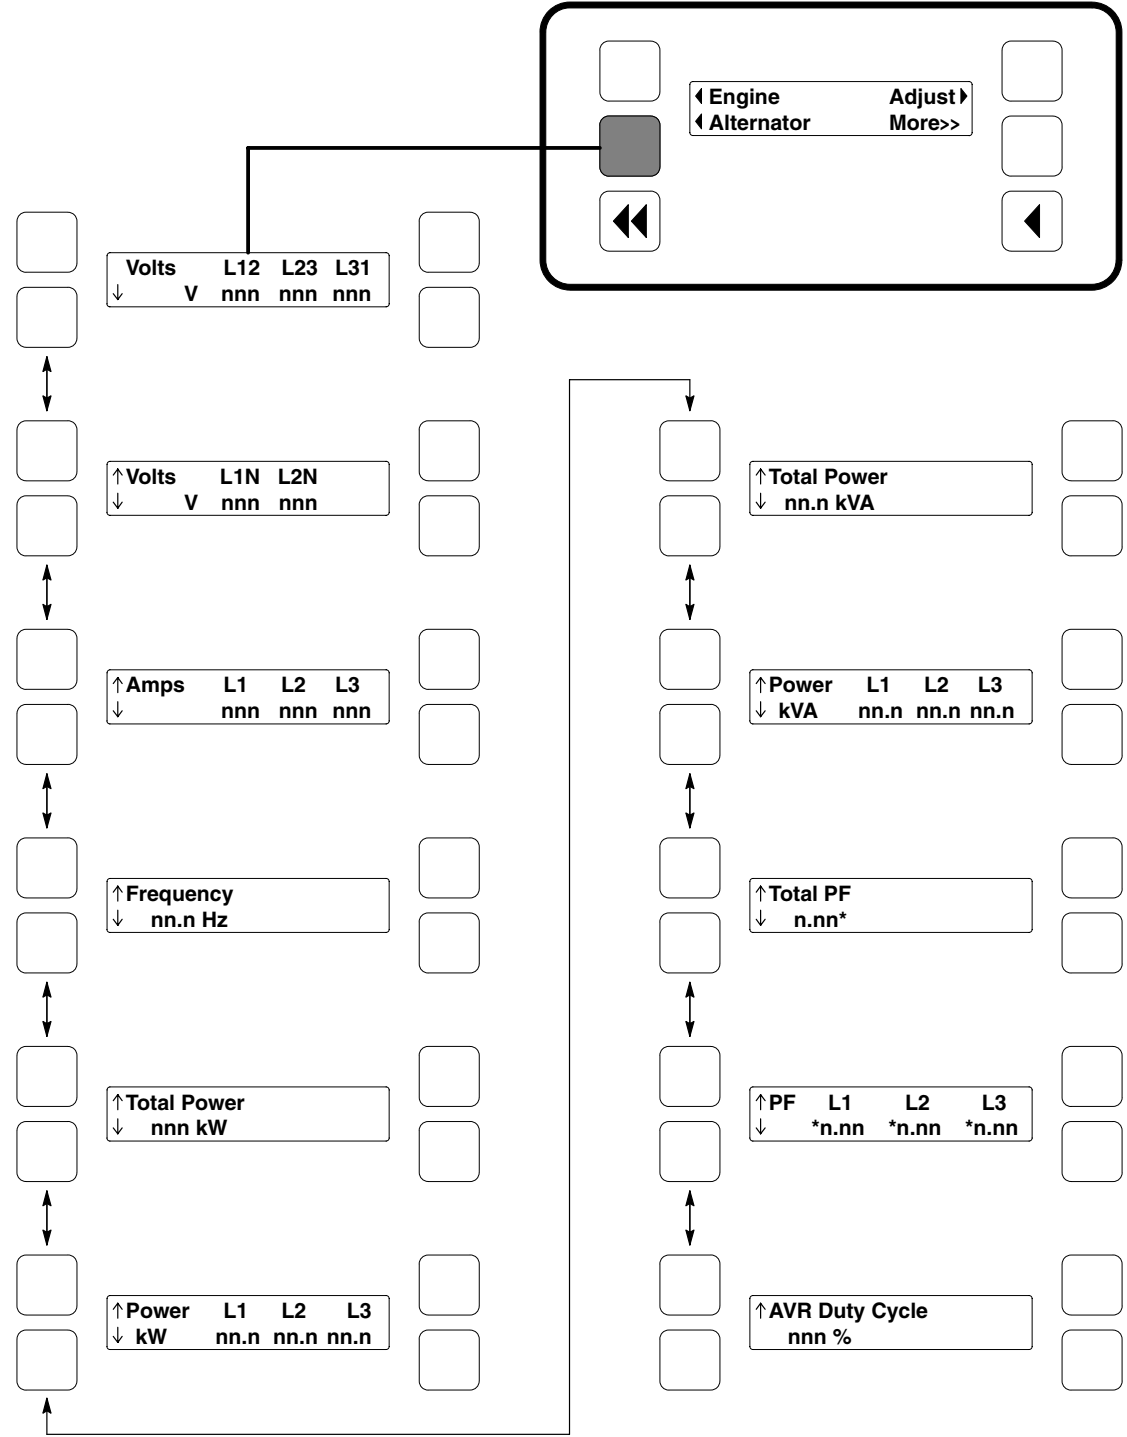 Engine Adjust
Alternator More>>
Volts L12 L23 L31
↓ V nnn nnn nnn
↑Volts L1N L2N
↓ V nnn nnn
↑Amps L1 L2 L3
↓ nnn nnn nnn
↑Frequency
↓ nn.n Hz
↑Total Power
↓ nnn kW
↑Power L1 L2 L3
↓ kW nn.n nn.n nn.n
↑Total Power
↓ nn.n kVA
↑Power L1 L2 L3
↓ kVA nn.n nn.n nn.n
↑Total PF
↓ n.nn*
↑PF L1 L2 L3
↓ *n.nn *n.nn *n.nn
↑AVR Duty Cycle
nnn %